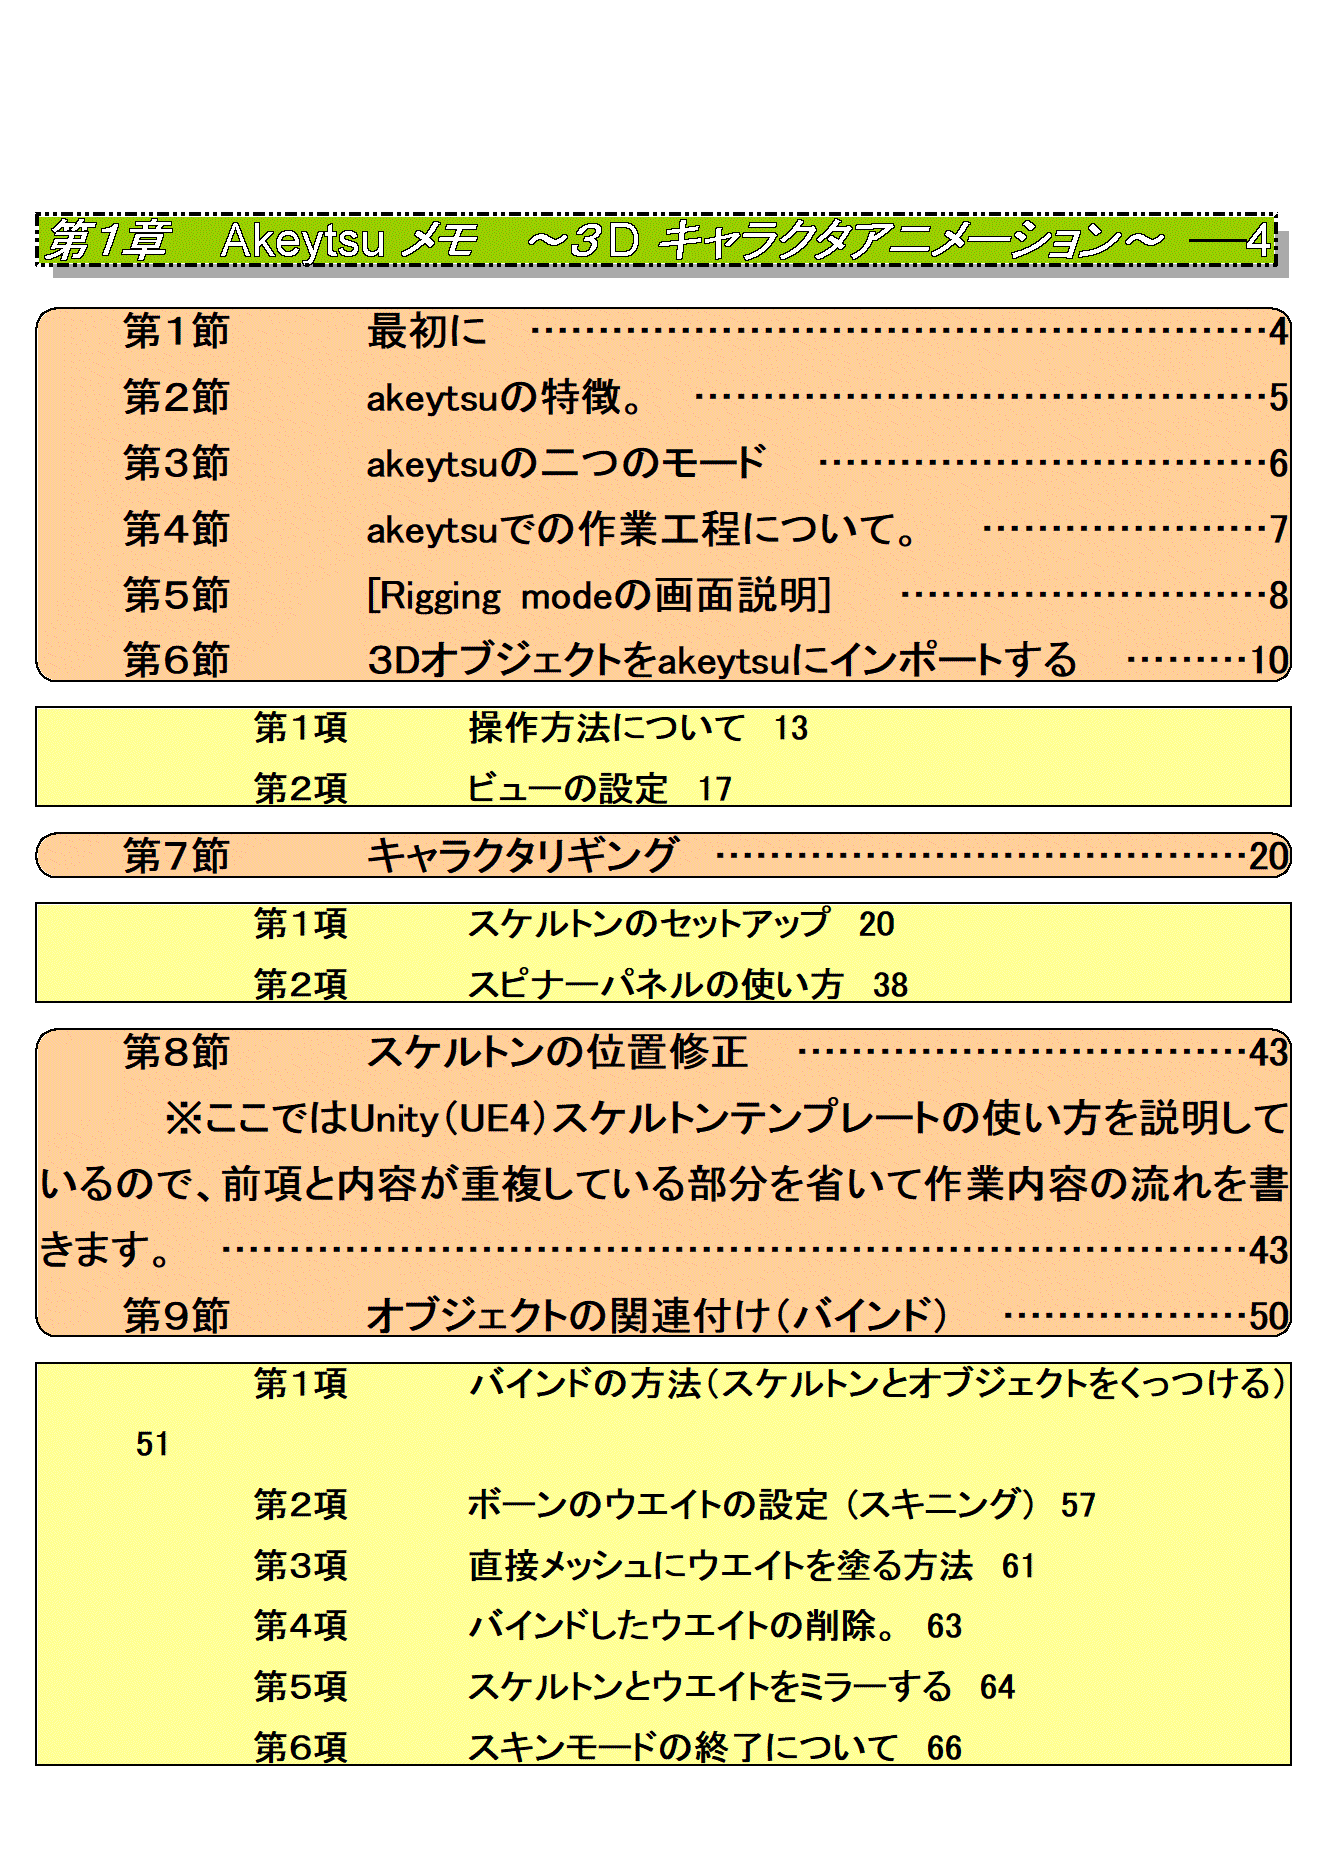 第１章　Akeytsu メモ　～３D キャラクタアニメーション～ ――4
第１節　最初に ……………………………………………………4
第２節　akeytsuの特徴。 ………………………………………5
第３節　akeytsuの二つのモード ………………………………6
第４節　akeytsuでの作業工程について。 …………………7
第５節　[Rigging modeの画面説明] …………………………8
第６節　３Dオブジェクトをakeytsuにインポートする ………10
第１項　操作方法について 13
第２項　ビューの設定 17
第７節　キャラクタリギング ……………………………………20
第１項　スケルトンのセットアップ 20
第２項　スピナーパネルの使い方 38
第８節　スケルトンの位置修正 ………………………………43
※ここではUnity（UE4）スケルトンテンプレートの使い方を説明して
いるので、前項と内容が重複している部分を省いて作業内容の流れを書
きます。 …………………………………………………………………………43
第９節　オブジェクトの関連付け（バインド） ………………50
第１項　バインドの方法（スケルトンとオブジェクトをくっつける）
51
第２項　ボーンのウエイトの設定（スキニング） 57
第３項　直接メッシュにウエイトを塗る方法 61
第４項　バインドしたウエイトの削除。 63
第５項　スケルトンとウエイトをミラーする 64
第６項　スキンモードの終了について 66